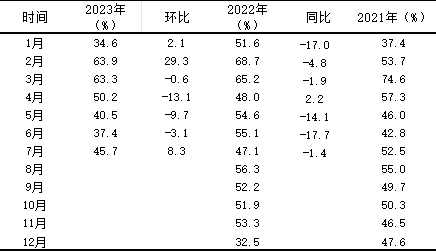 时间 2023年(%) 环比 2022年(%) 同比 2021年(%)
1月 34.6 2.1 51.6 -17.0 37.4
2月 63.9 29.3 68.7 -4.8 53.7
3月 63.3 -0.6 65.2 -1.9 74.6
4月 50.2 -13.1 48.0 2.2 57.3
5月 40.5 -9.7 54.6 -14.1 46.0
6月 37.4 -3.1 55.1 -17.7 42.8
7月 45.7 8.3 47.1 -1.4 52.5
8月 56.3 55.0
9月 52.2 49.7
10月 51.9 50.3
11月 53.3 46.5
12月 32.5 47.6